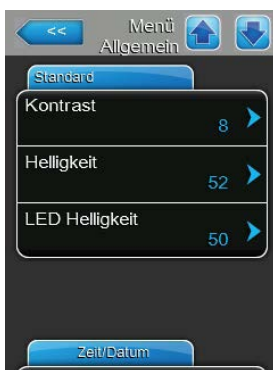 << Menü
Allgemein
Standard
Kontrast
8
Helligkeit
52
LED Helligkeit
50
Zeit/Datum